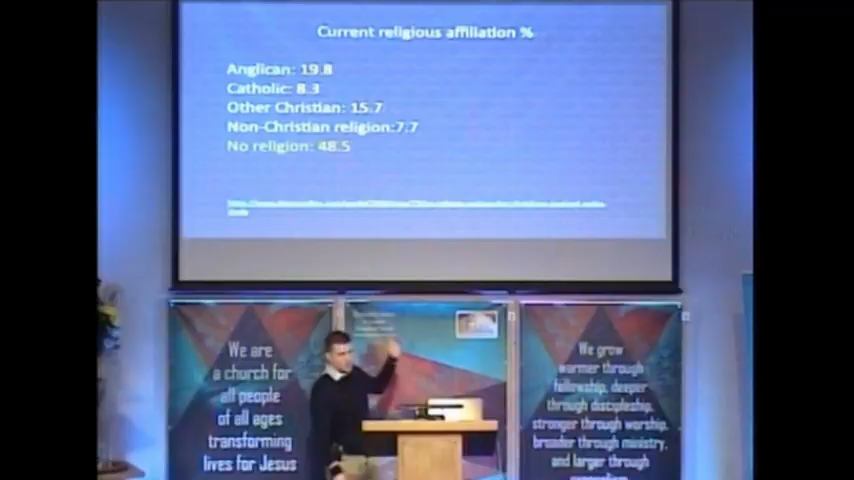 Current religious affiliation %
Anglican: 19.8
Catholic: 8.3
Other Christian: 15.7
Non-Christian religion:7.7
No religion: 48.5
We are
a church for
all people
of all ages
transforming
lives for Jesus
We grow
warmer through
fellowship, deeper
through discipleship,
stronger through worship,
broader through ministry,
and larger through